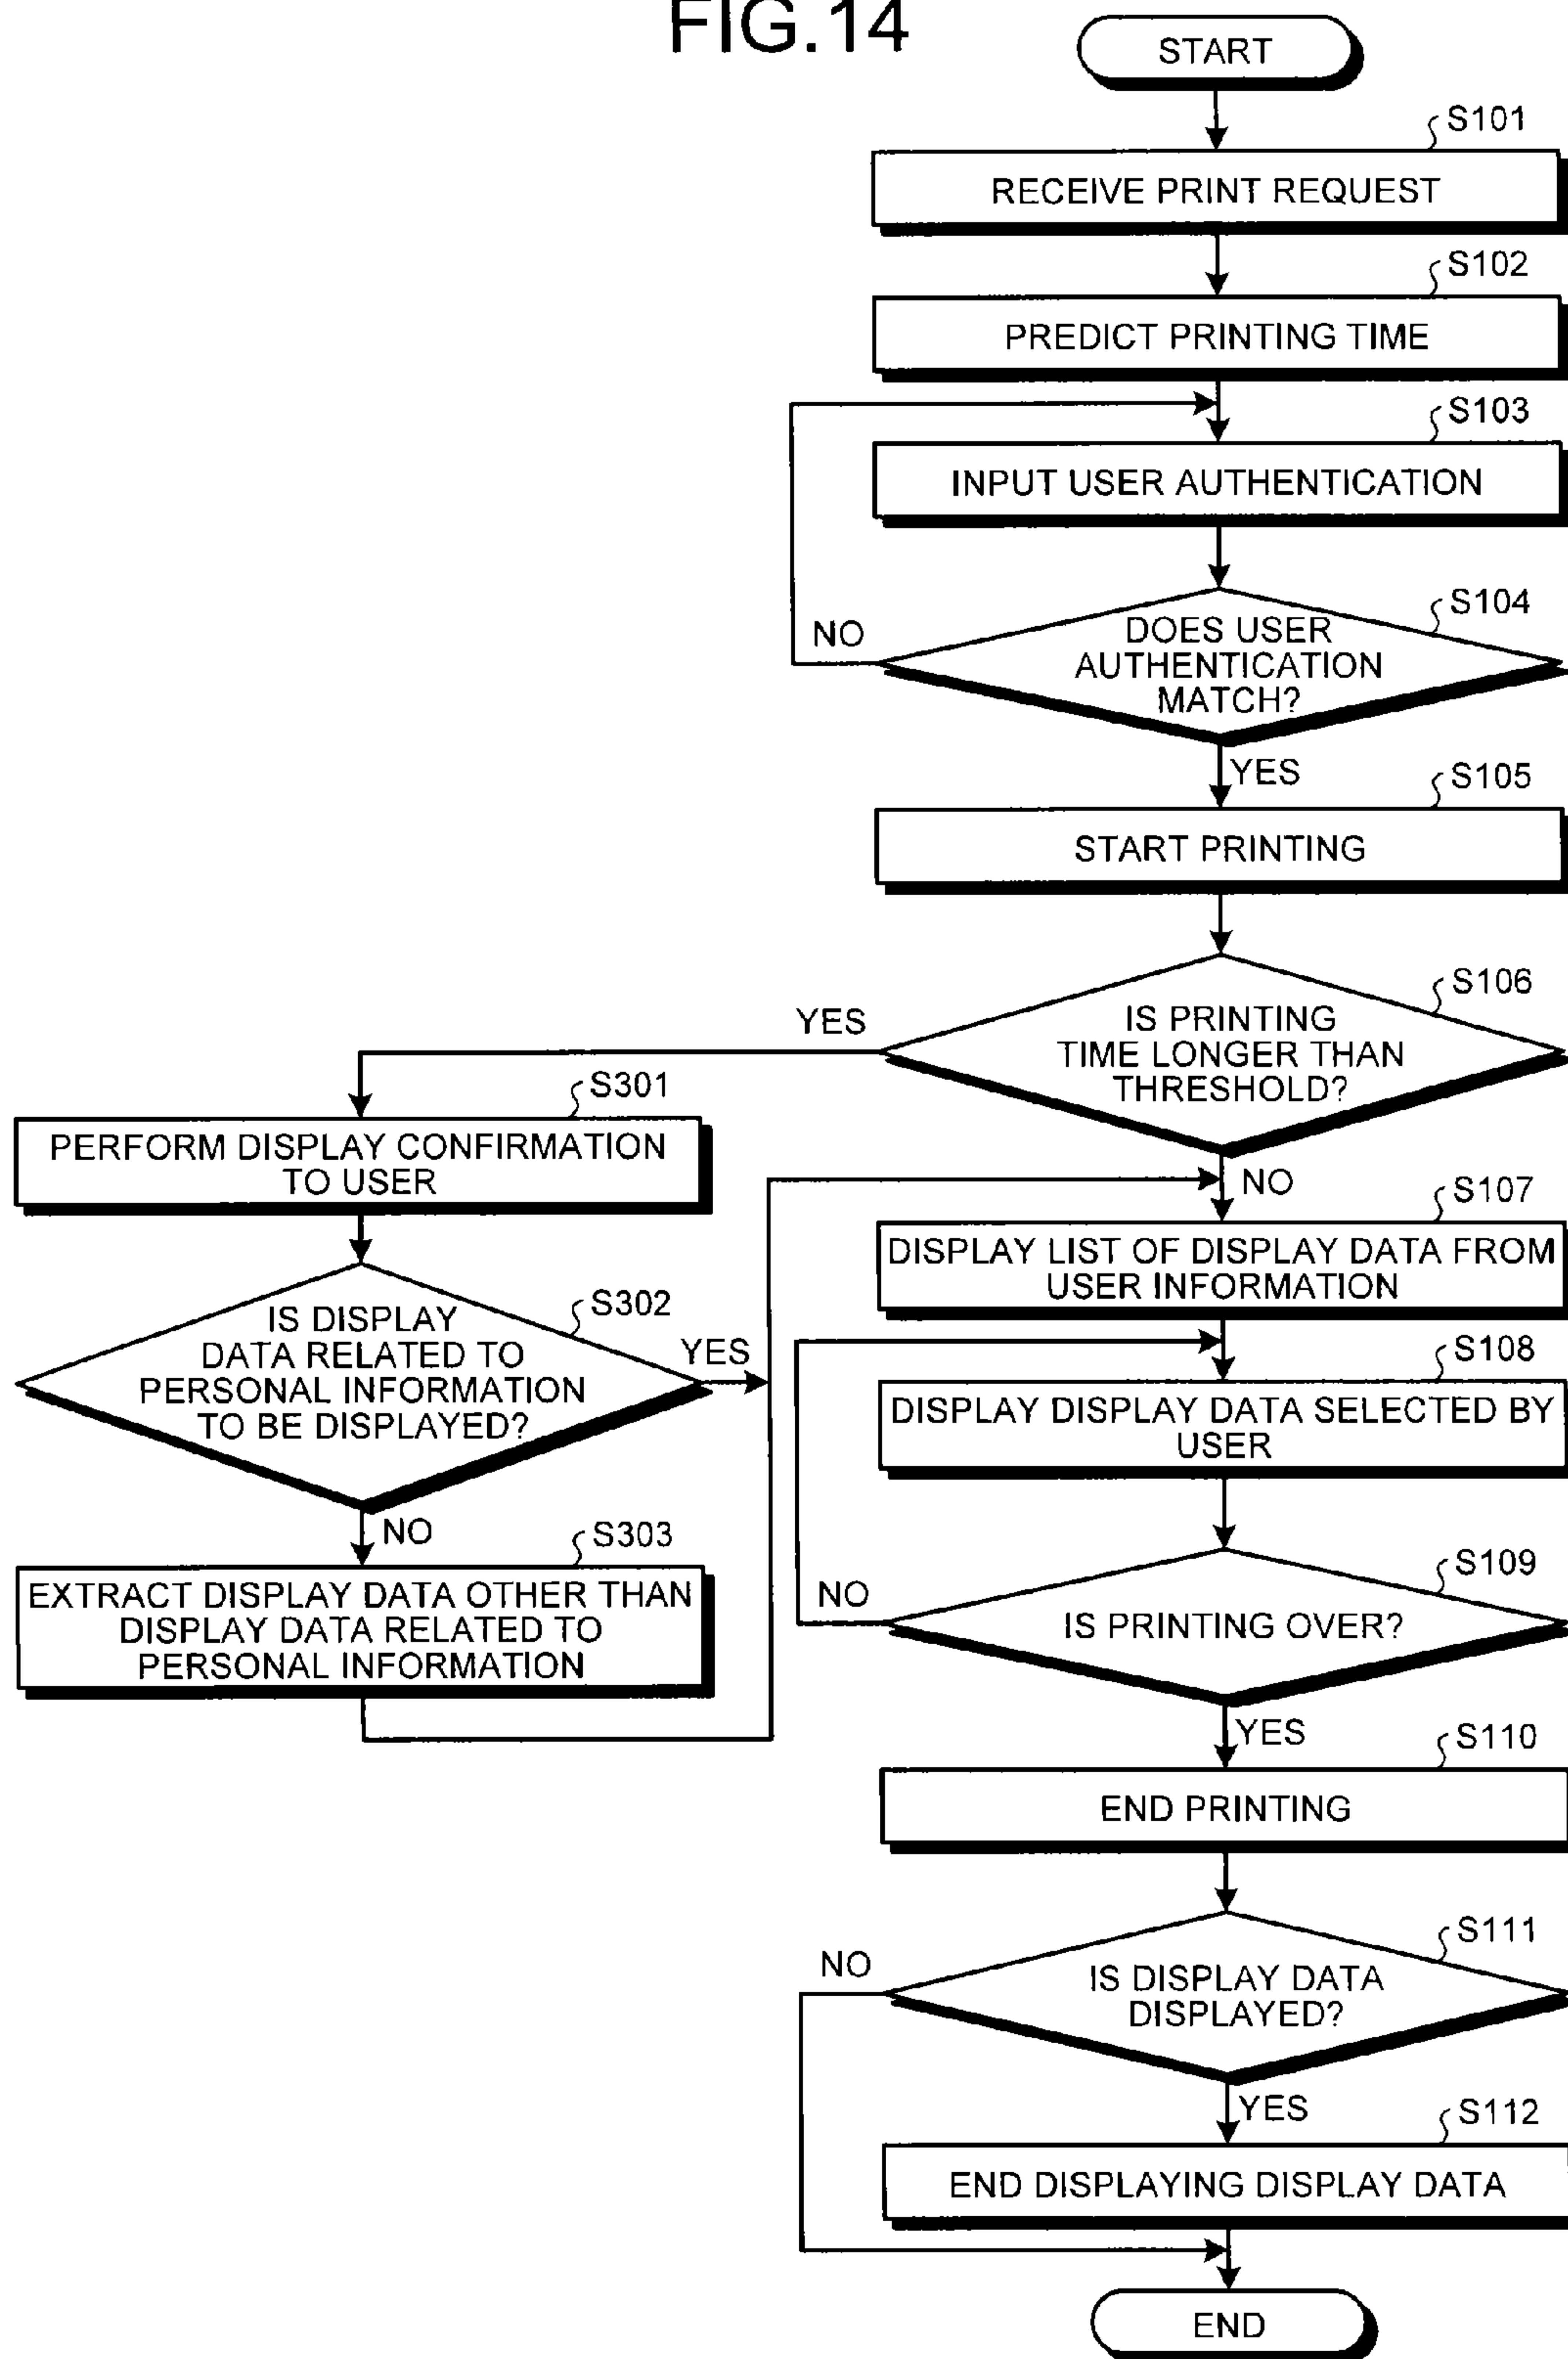 FIG.14
START
S101
RECEIVE PRINT REQUEST
S102
PREDICT PRINTING TIME
S103
INPUT USER AUTHENTICATION
S104
NO
DOES USER
AUTHENTICATION
MATCH?
YES
S105
START PRINTING
S106
YES
IS PRINTING
TIME LONGER THAN
THRESHOLD?
NO
S301
PERFORM DISPLAY CONFIRMATION
TO USER
S302
IS DISPLAY
DATA RELATED TO
PERSONAL INFORMATION
TO BE DISPLAYED?
YES
NO
S303
EXTRACT DISPLAY DATA OTHER THAN
DISPLAY DATA RELATED TO
PERSONAL INFORMATION
S107
DISPLAY LIST OF DISPLAY DATA FROM
USER INFORMATION
S108
DISPLAY DISPLAY DATA SELECTED BY
USER
S109
NO
IS PRINTING OVER?
YES
S110
END PRINTING
S111
NO
IS DISPLAY DATA
DISPLAYED?
YES
S112
END DISPLAYING DISPLAY DATA
END